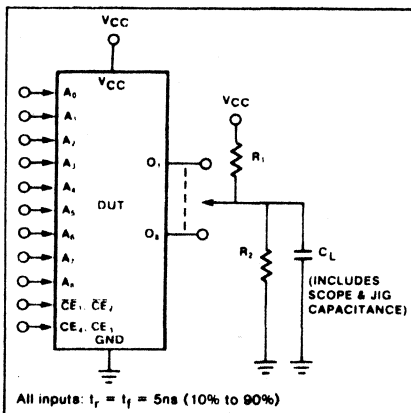 VCC
VCC
A0
A1
A2
A3
A4
A5
A6
A7
A8
CE1, CE2
CE4, CE3
GND
DUT
O1
O8
VCC
R1
R2
CL
(INCLUDES
SCOPE & JIG
CAPACITANCE)
All inputs: tr = tf = 5ns (10% to 90%)